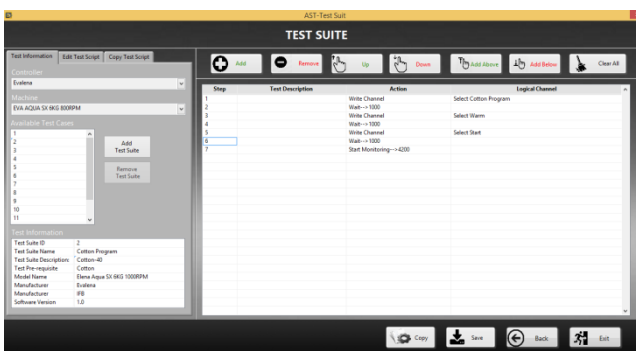 AST-Test Suit
TEST SUITE
Test Information Edit Test Script Copy Test Script
Add Remove Up Down Add Above Add Below Clear All
Controller
Evalena
Machine
EVA AQUA SX 6KG 800RPM
Available Test Cases
1
2
3
4
5
6
7
8
9
10
11
Add
Test Suite
Remove
Test Suite
Test Information
Test Suite ID 2
Test Suite Name Cotton Program
Test Suite Description: Cotton-40
Test Pre-requisite Cotton
Model Name Elena Aqua SX 6KG 1000RPM
Manufacturer Evalena
Manufacturer IFB
Software Version 1.0
Step Test Description Action Logical Channel
1 Write Channel Select Cotton Program
2 Wait--> 1000
3 Write Channel Select Warm
4 Wait--> 1000
5 Write Channel Select Start
6 Wait--> 1000
7 Start Monitoring-->4200
Copy Save Back Exit